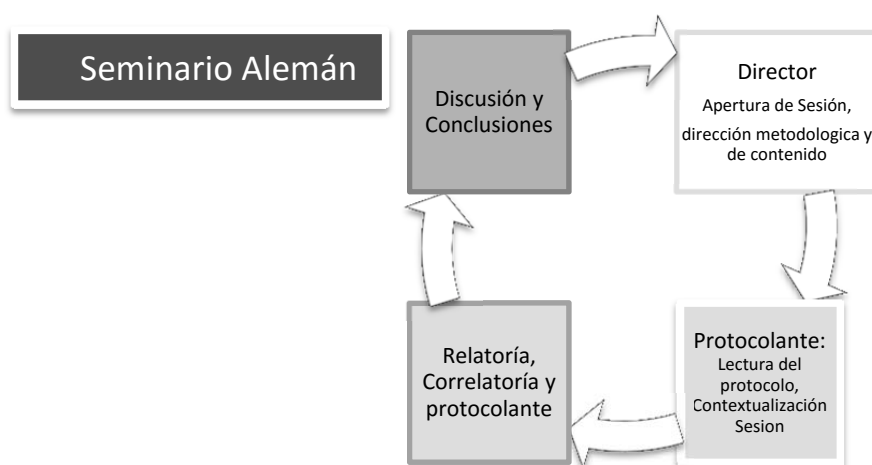 Seminario Alemán
Discusión y
Conclusiones
Director
Apertura de Sesión,
dirección metodologica y
de contenido
Protocolante:
Lectura del
protocolo,
Contextualización
Sesion
Relatoría,
Correlatoría y
protocolante